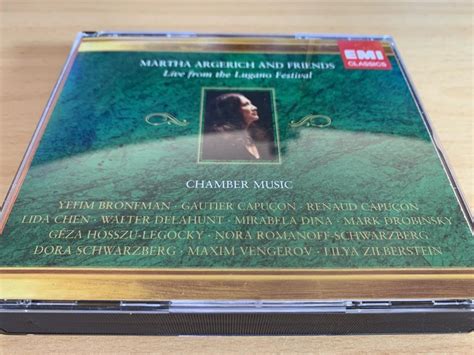 MARTHA ARGERICH AND FRIENDS
Live from the Lugano Festival
EMI
CLASSICS
CHAMBER MUSIC
YEFIM BRONFMAN · GAUTIER CAPUÇON · RENAUD CAPUÇON
LIDA CHEN · WALTER DELAHUNT · MIRABELA DINA · MARK DROBINSKY
GÉZA HOSSZU-LEGOCKY · NORA ROMANOFF-SCHWARZBERG
DORA SCHWARZBERG · MAXIM VENGEROV · LILYA ZILBERSTEIN